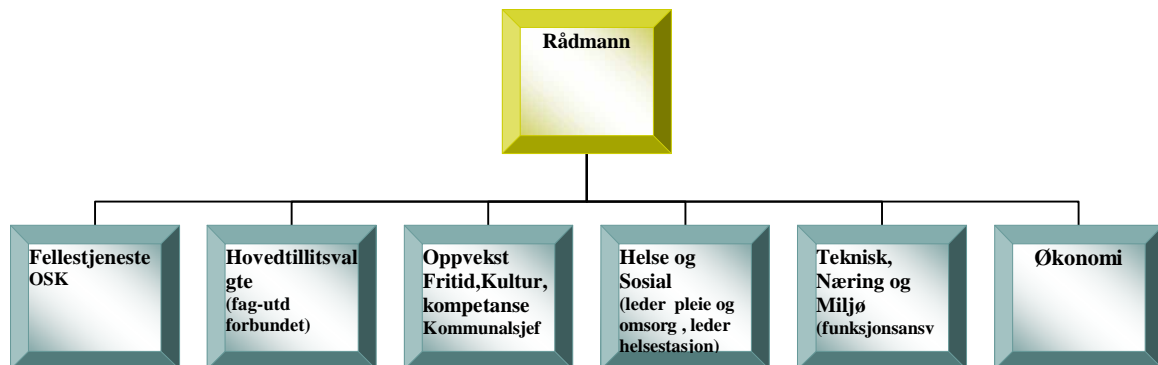 Rådmann
Fellestjeneste
OSK
Hovedtillitsval
gte
(fag-utd
forbundet)
Oppvekst
Fritid,Kultur,
kompetanse
Kommunalsjef
Helse og
Sosial
(leder pleie og
omsorg , leder
helsestasjon)
Teknisk,
Næring og
Miljø
(funksjonsansv
Økonomi